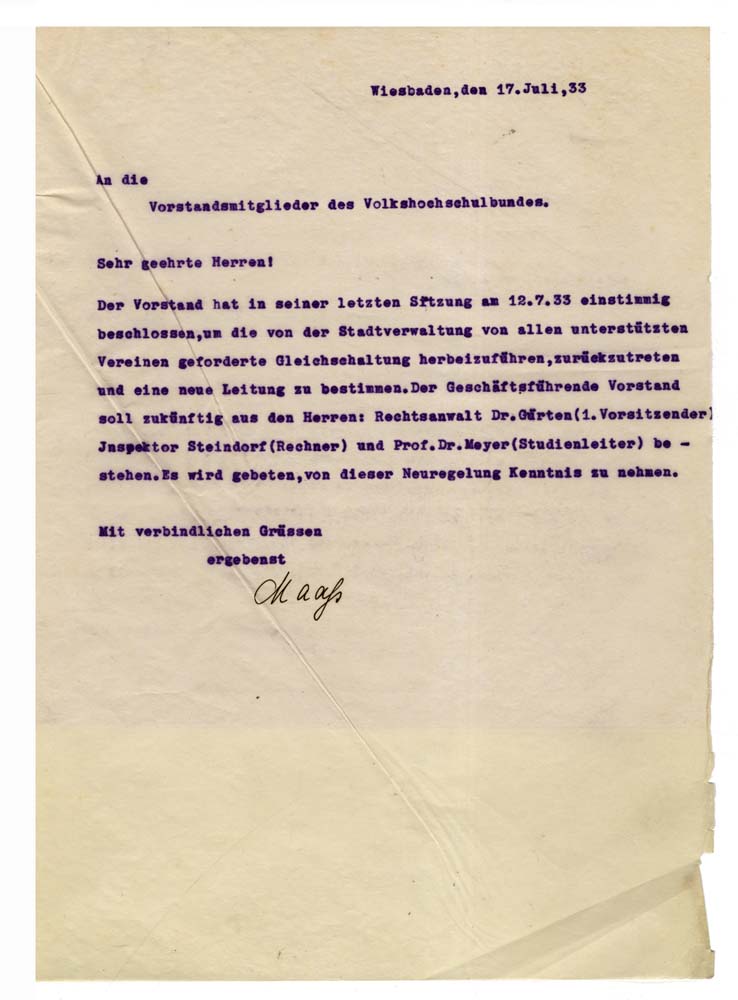 Wiesbaden,den 17.Juli,33
An die
Vorstandsmitglieder des Volkshochschulbundes.
Sehr geehrte Herren!
Der Vorstand hat in seiner letzten Sitzung am 12.7.33 einstimmig
beschlossen,um die von der Stadtverwaltung von allen unterstützten
Vereinen geforderte Gleichschaltung herbeizuführen,zurückzutreten
und eine neue Leitung zu bestimmen.Der Geschäftsführende Vorstand
soll zukünftig aus den Herren: Rechtsanwalt Dr.Gürten(1.Vorsitzender)
Jnspektor Steindorf(Rechner) und Prof.Dr.Meyer(Studienleiter) be -
stehen.Es wird gebeten,von dieser Neuregelung Kenntnis zu nehmen.
Mit verbindlichen Grüssen
ergebenst
Maaß